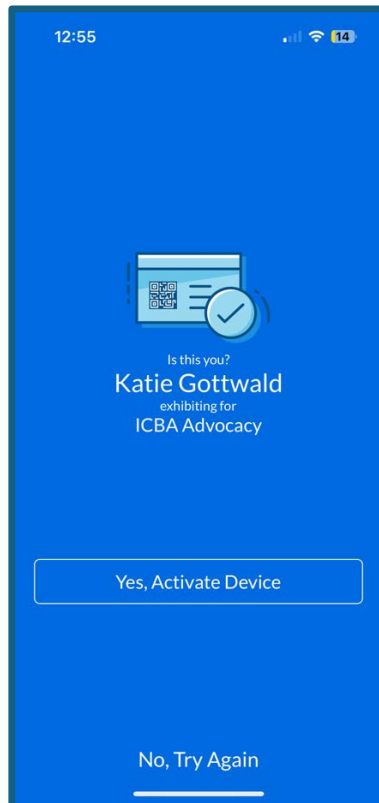 12:55
14
Is this you?
Katie Gottwald
exhibiting for
ICBA Advocacy
Yes, Activate Device
No, Try Again